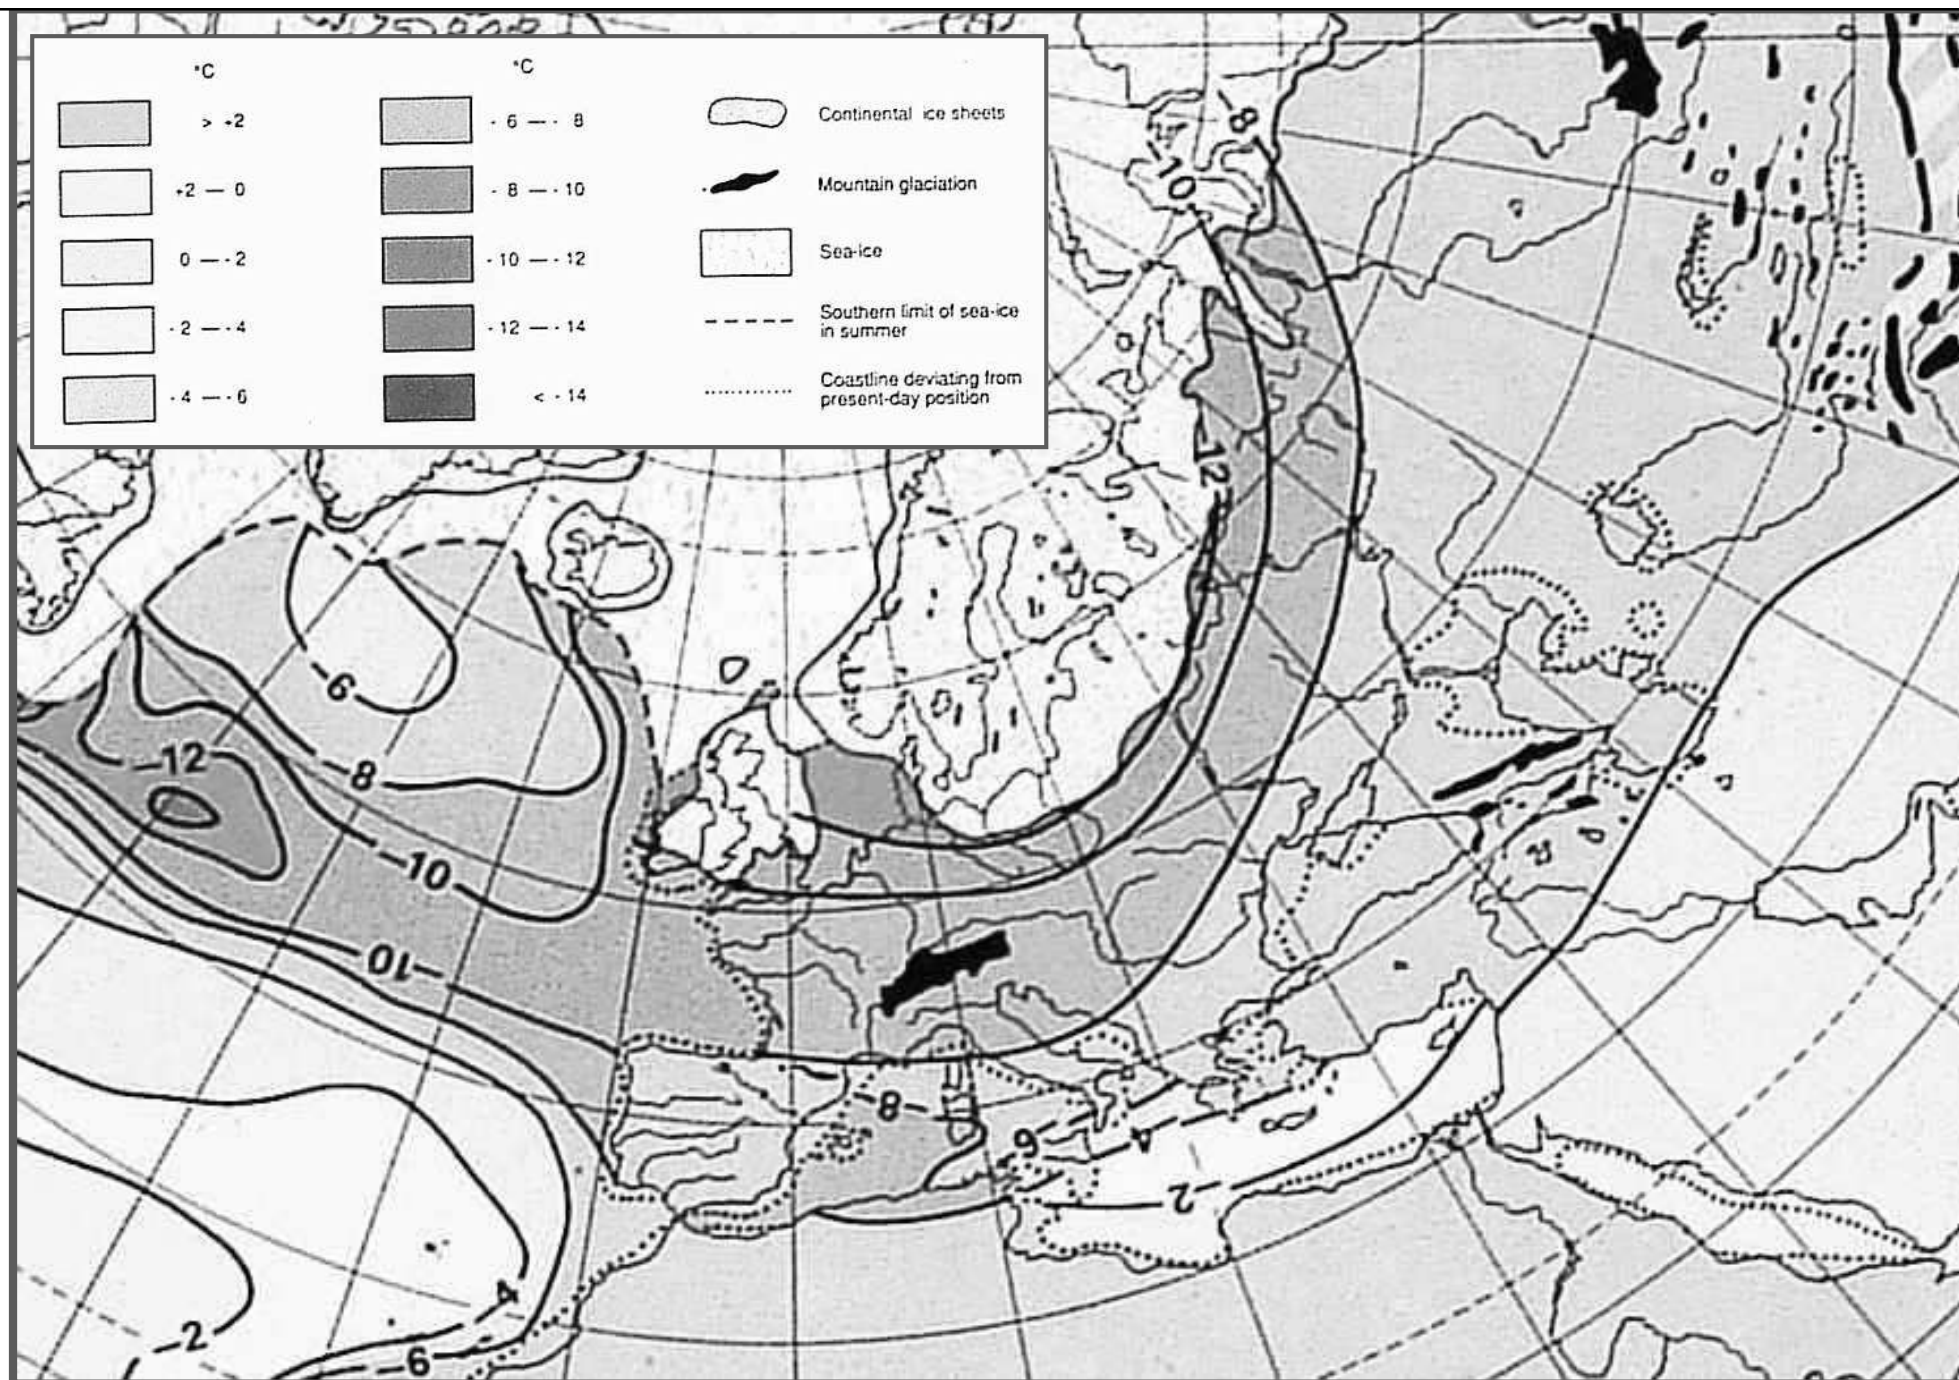 °C
> +2
+2 — 0
0 — -2
- 2 — - 4
- 4 — - 6
°C
- 6 — - 8
- 8 — - 10
- 10 — - 12
- 12 — - 14
< - 14
Continental ice sheets
Mountain glaciation
Sea-ice
Southern limit of sea-ice
in summer
Coastline deviating from
present-day position
-8
-10
-12
-6
-12
-8
-10
-10
-8
-6
-4
-2
-4
-2
-6